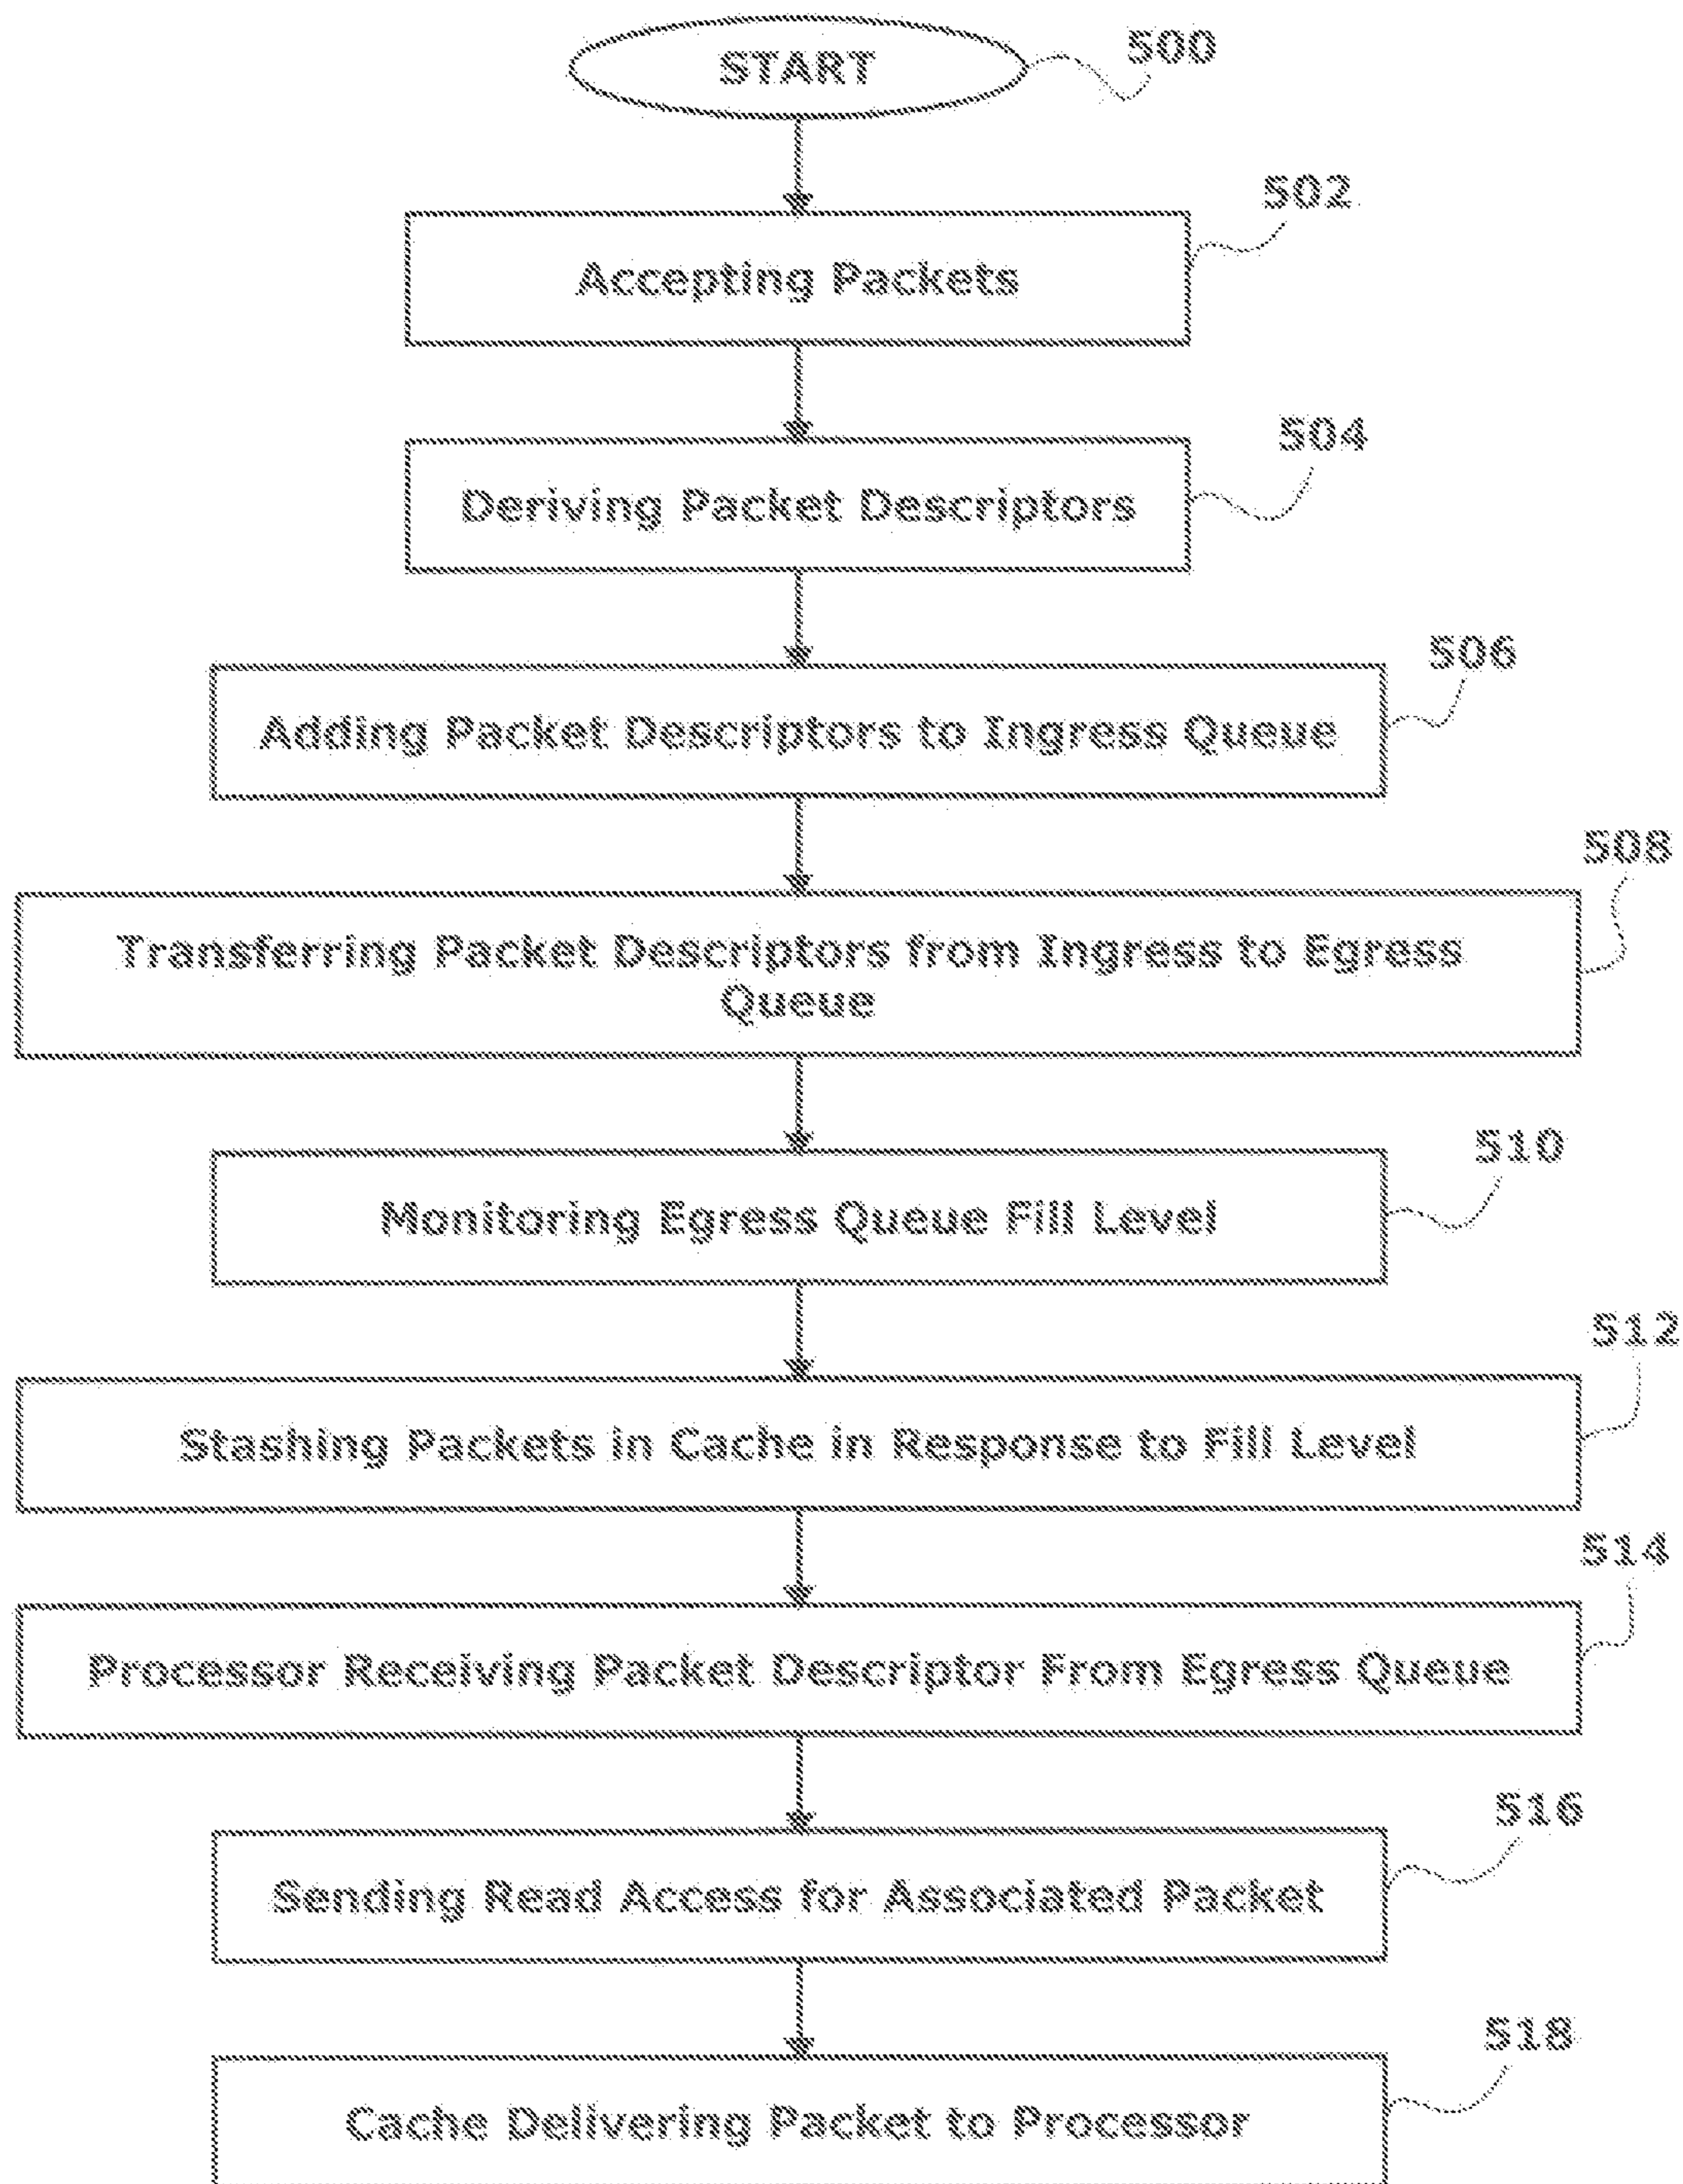 START
500
502
Accepting Packets
504
Deriving Packet Descriptors
506
Adding Packet Descriptors to Ingress Queue
508
Transferring Packet Descriptors from Ingress to Egress
Queue
510
Monitoring Egress Queue Fill Level
512
Stashing Packets in Cache in Response to Fill Level
514
Processor Receiving Packet Descriptor From Egress Queue
516
Sending Read Access for Associated Packet
518
Cache Delivering Packet to Processor